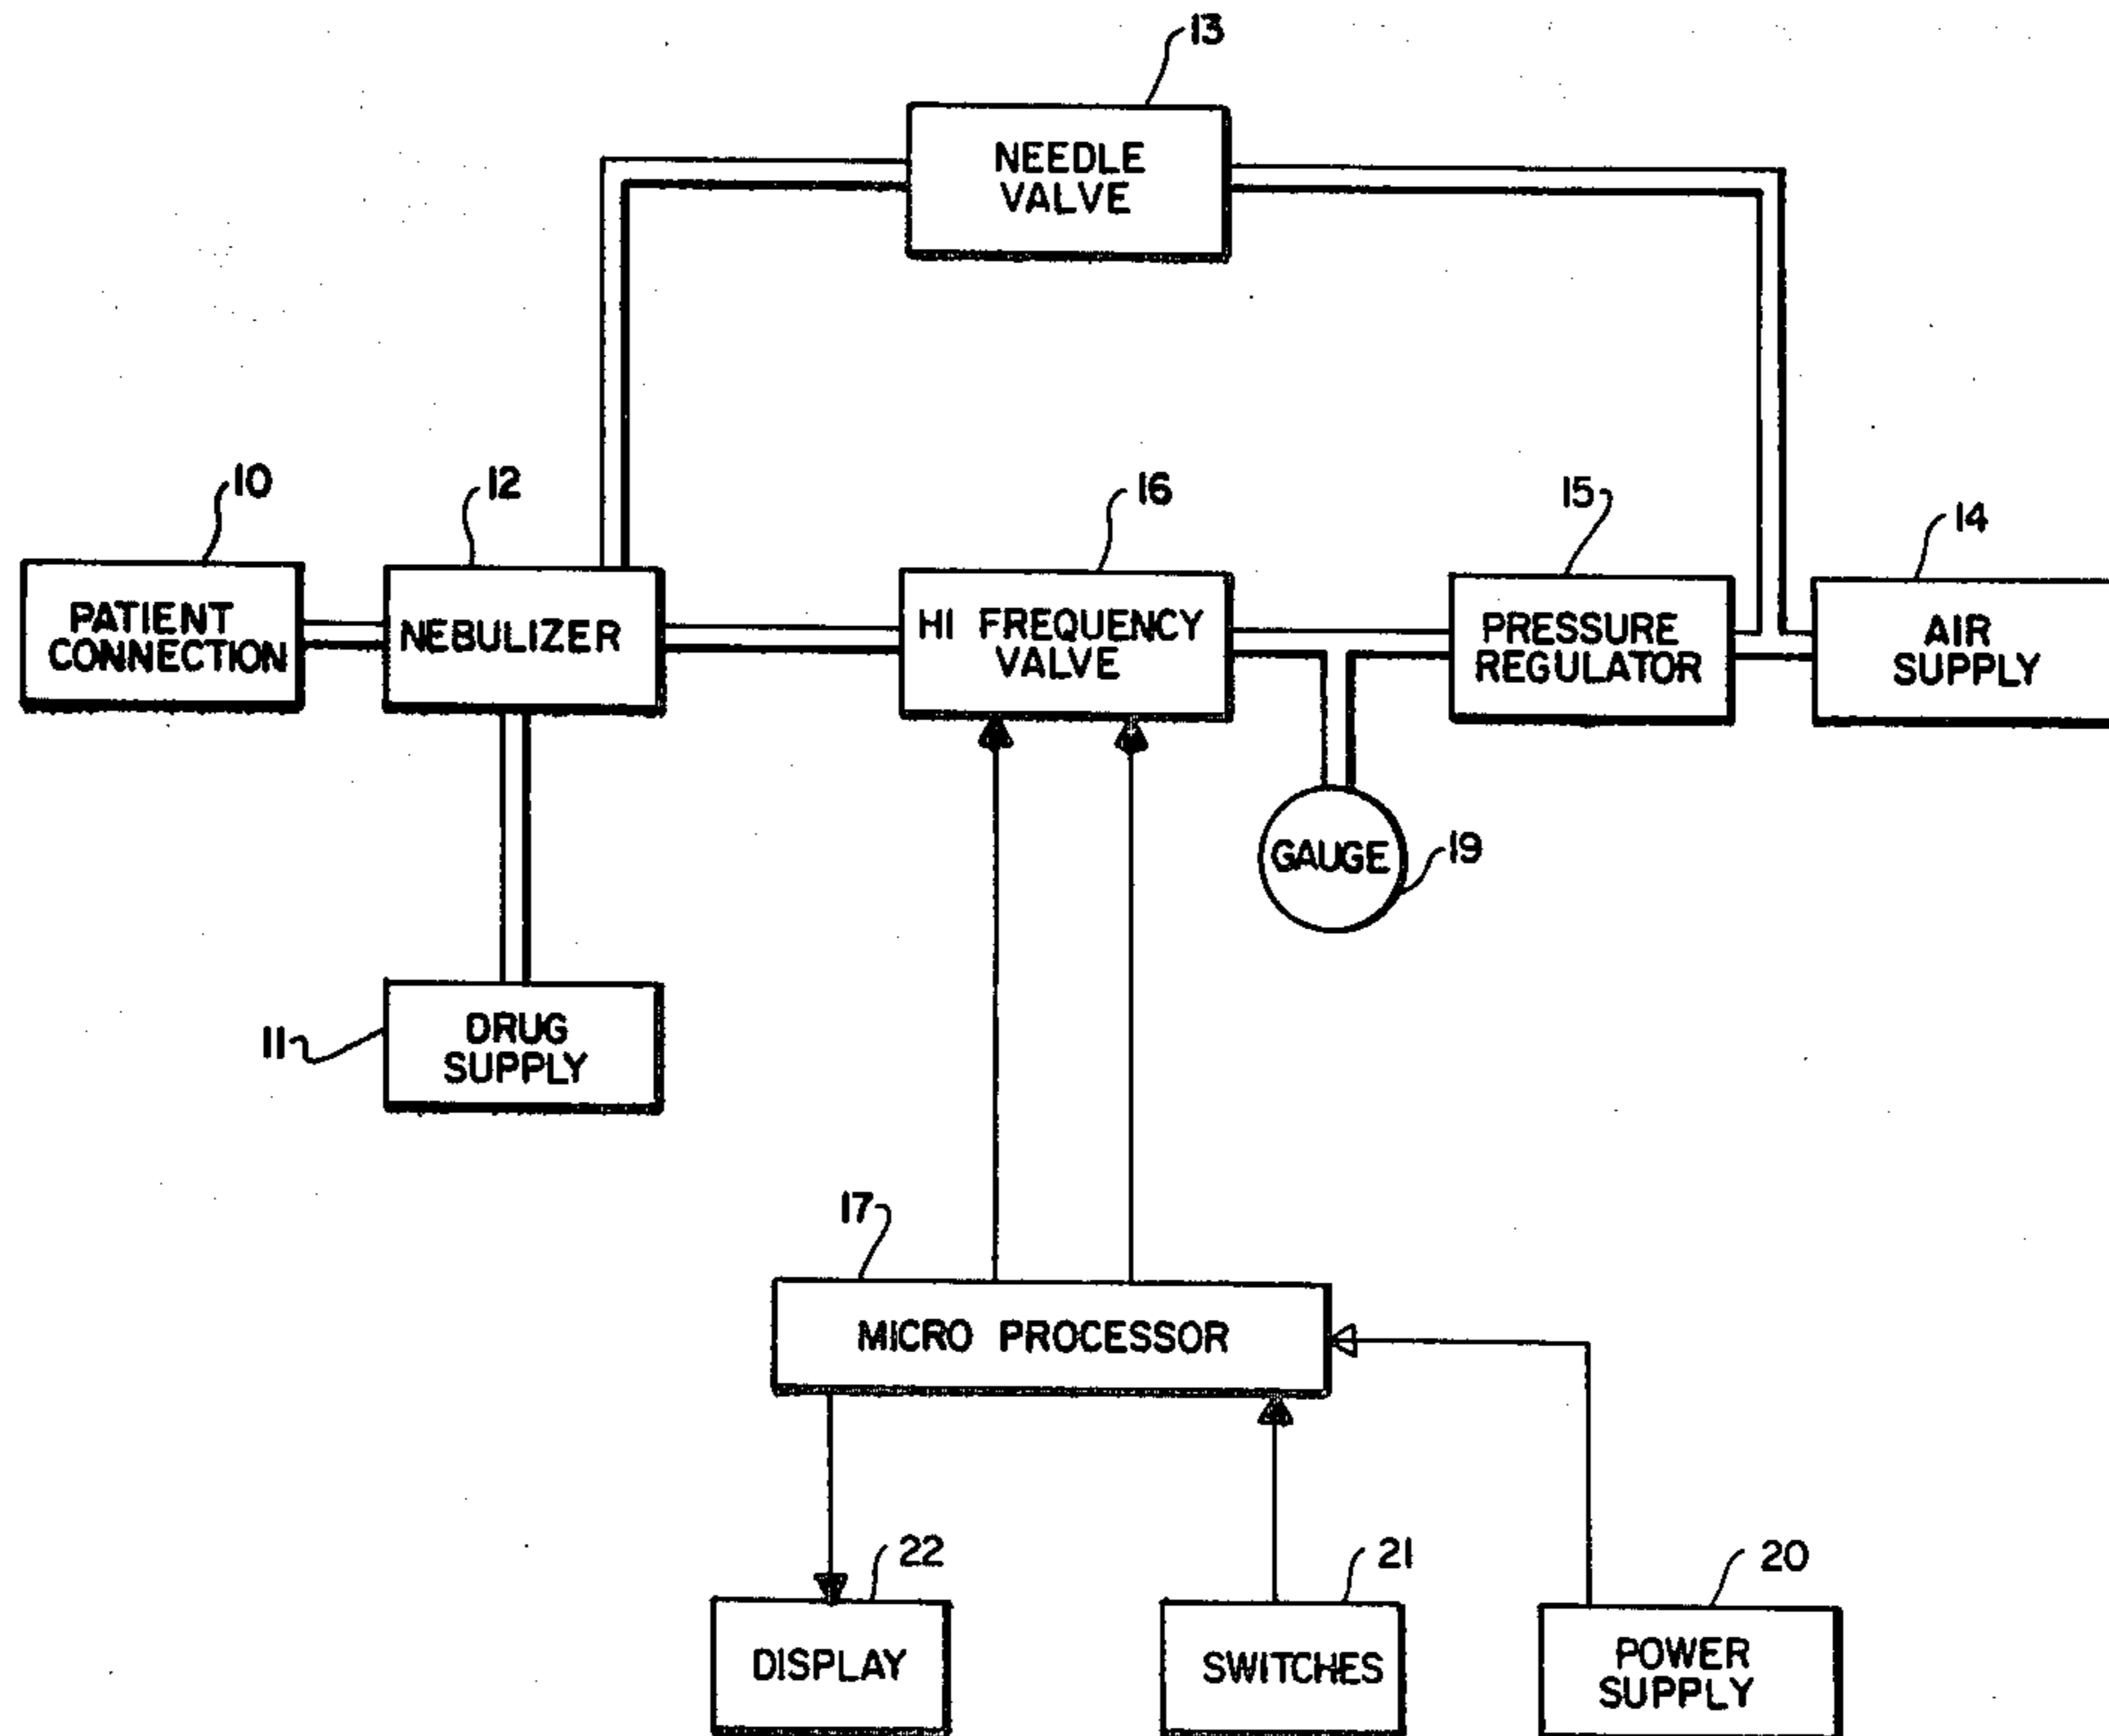 13
NEEDLE
VALVE
10
12
16
15
14
PATIENT
CONNECTION
NEBULIZER
HI FREQUENCY
VALVE
PRESSURE
REGULATOR
AIR
SUPPLY
GAUGE
19
11
DRUG
SUPPLY
17
MICRO PROCESSOR
22
21
20
DISPLAY
SWITCHES
POWER
SUPPLY